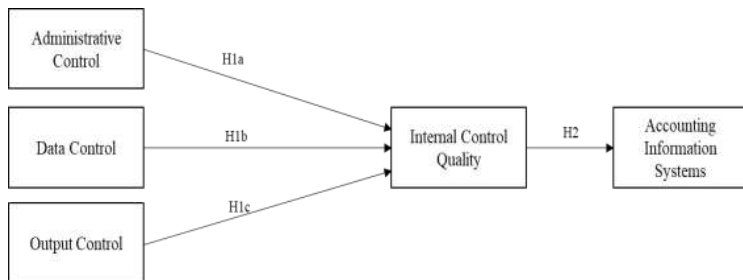 Administrative
Control
H1a
Data Control
H1b
Output Control
H1c
Internal Control
Quality
H2
Accounting
Information
Systems